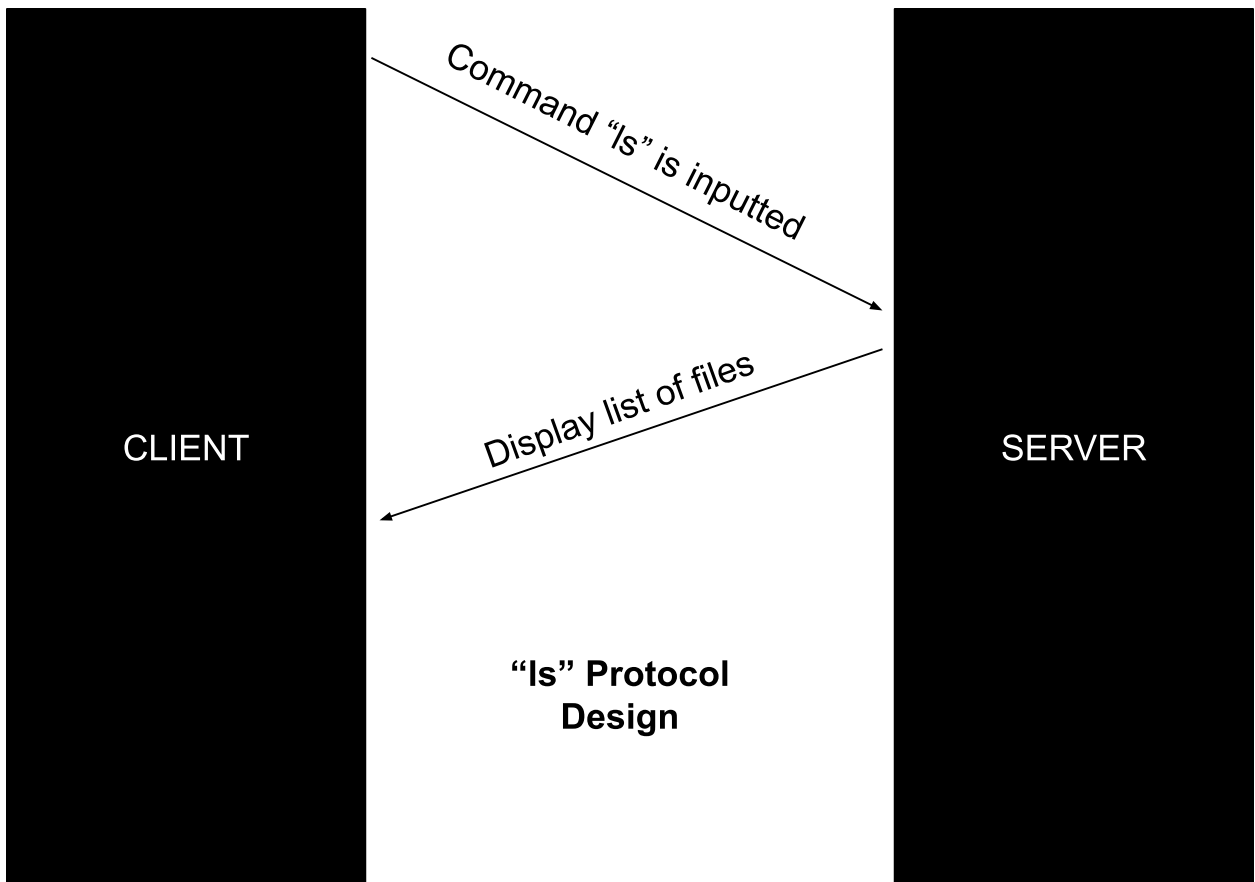 Command “ls” is inputted
Display list of files
CLIENT
SERVER
“ls” Protocol
Design